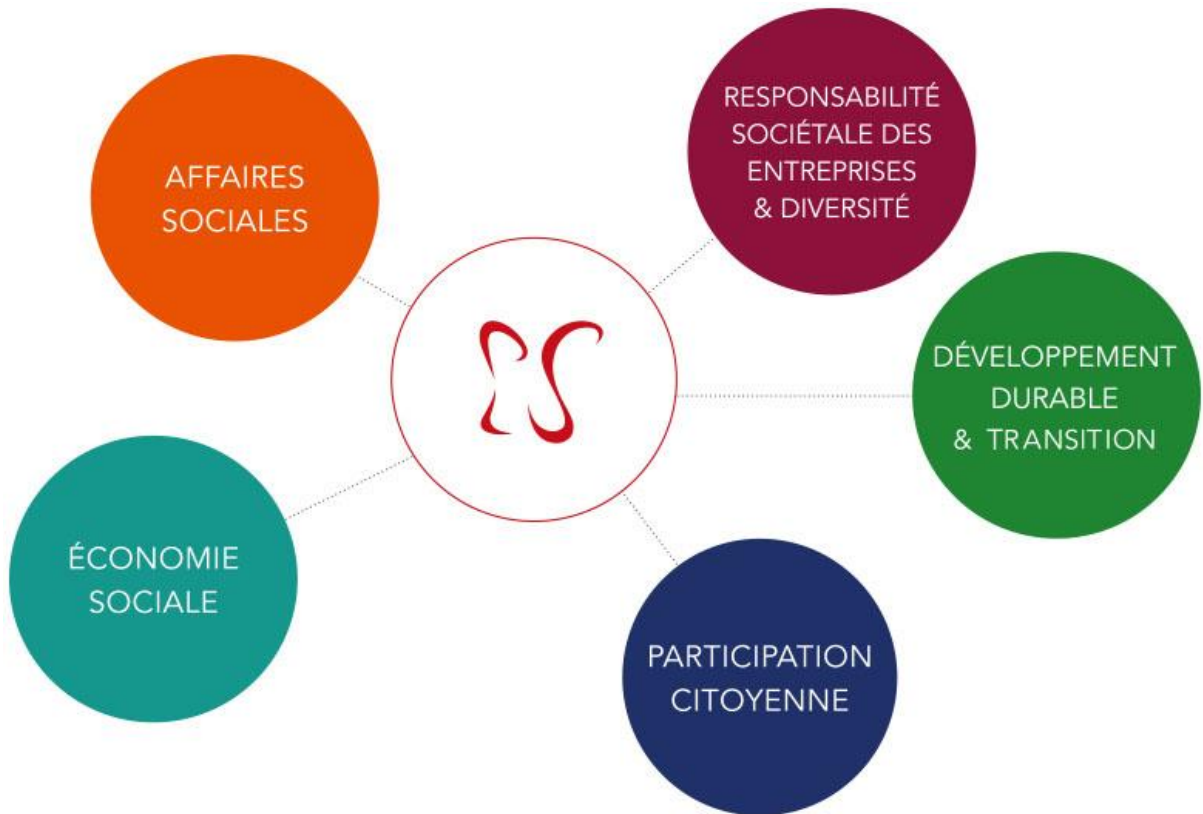 AFFAIRES
SOCIALES
RESPONSABILITÉ
SOCIÉTALE DES
ENTREPRISES
& DIVERSITÉ
DÉVELOPPEMENT
DURABLE
& TRANSITION
ÉCONOMIE
SOCIALE
PARTICIPATION
CITOYENNE